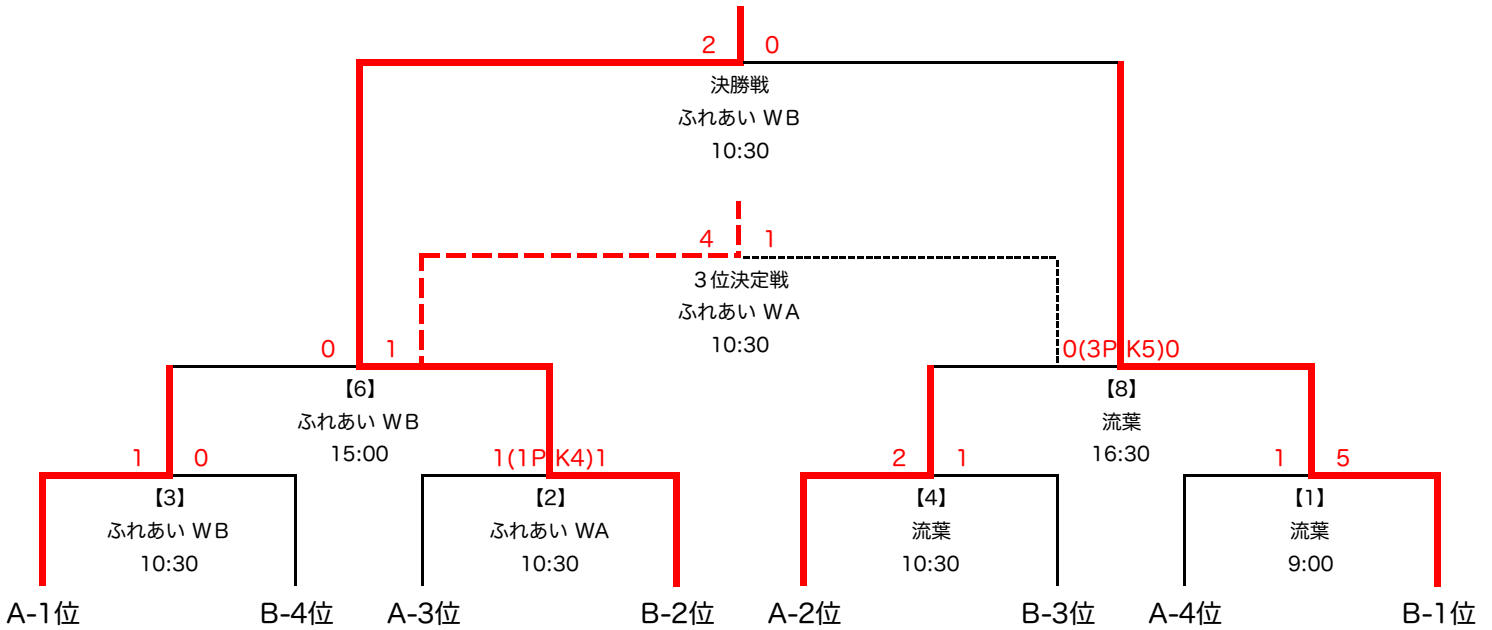 2 0
決勝戦
ふれあい WB
10:30
4 1
3位決定戦
ふれあい WA
10:30
0 1
0(3PK5)0
【6】
ふれあい WB
15:00
【8】
流葉
16:30
1 0
1(1PK4)1
2 1
1 5
【3】
ふれあい WB
10:30
【2】
ふれあい WA
10:30
【4】
流葉
10:30
【1】
流葉
9:00
A-1位 B-4位 A-3位 B-2位 A-2位 B-3位 A-4位 B-1位